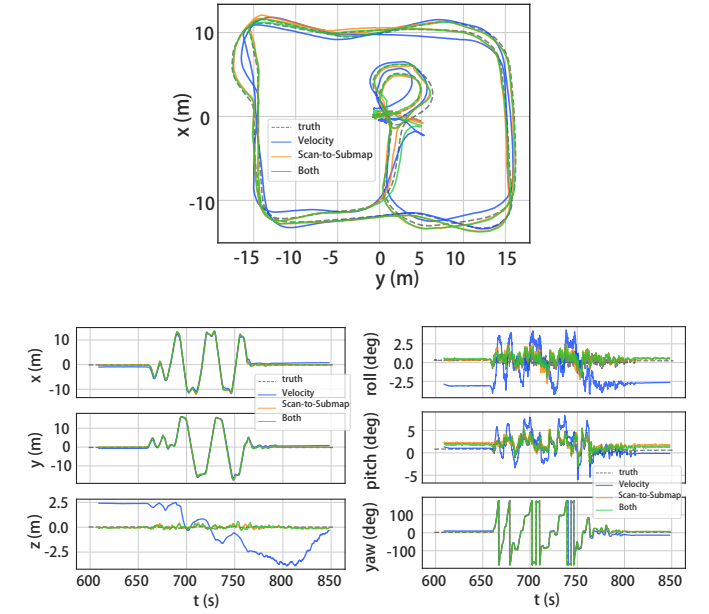 x (m)
10
0
-10
truth
Velocity
Scan-to-Submap
Both
-15
-10
-5
0
5
10
15
y (m)
x (m)
10
0
-10
truth
Velocity
Scan-to-Submap
Both
y (m)
10
0
-10
z (m)
2.5
0.0
-2.5
600
650
700
750
800
850
t (s)
roll (deg)
2.5
0.0
-2.5
pitch (deg)
5
0
-5
truth
Velocity
Scan-to-Submap
Both
yaw (deg)
100
0
-100
600
650
700
750
800
850
t (s)